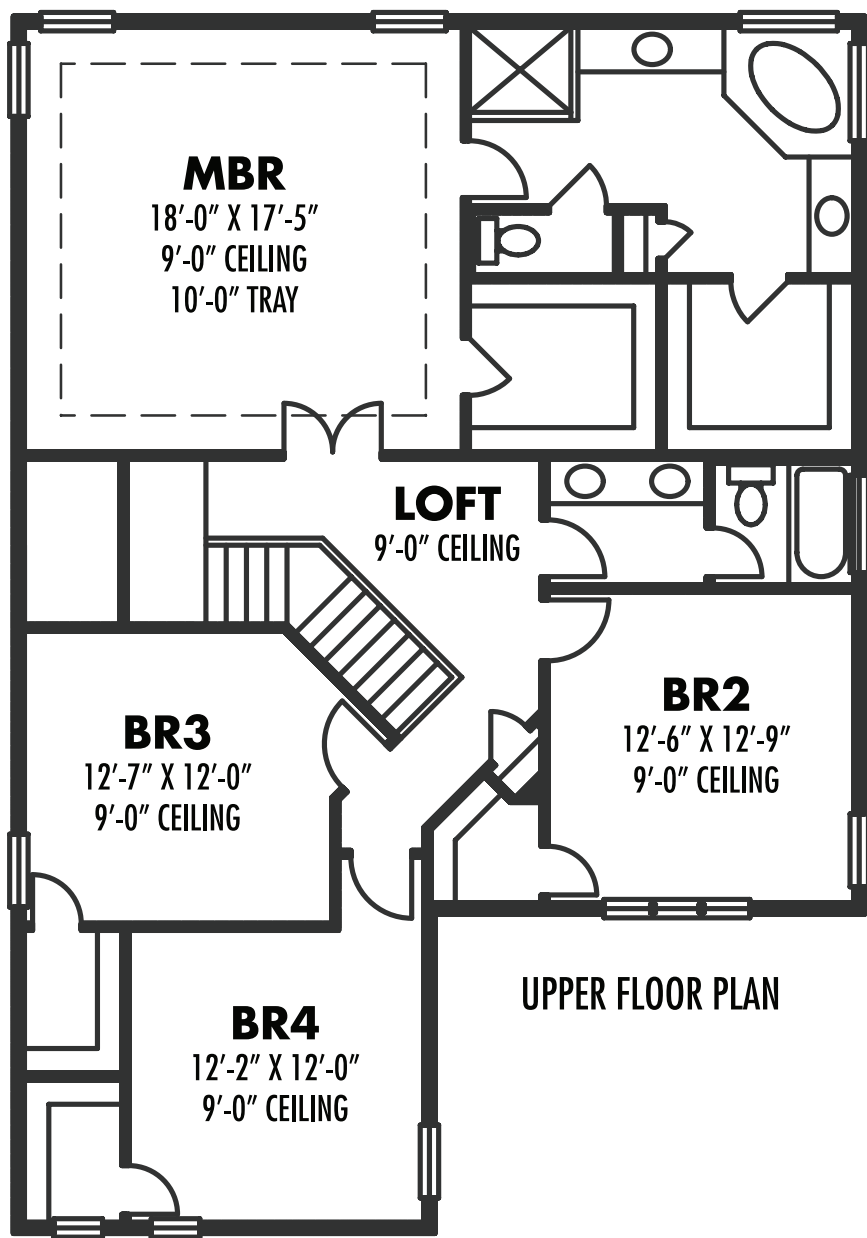 MBR
18’-0” X 17’-5”
9’-0” CEILING
10’-0” TRAY
LOFT
9’-0” CEILING
BR2
12’-6” X 12’-9”
9’-0” CEILING
BR3
12’-7” X 12’-0”
9’-0” CEILING
UPPER FLOOR PLAN
BR4
12’-2” X 12’-0”
9’-0” CEILING